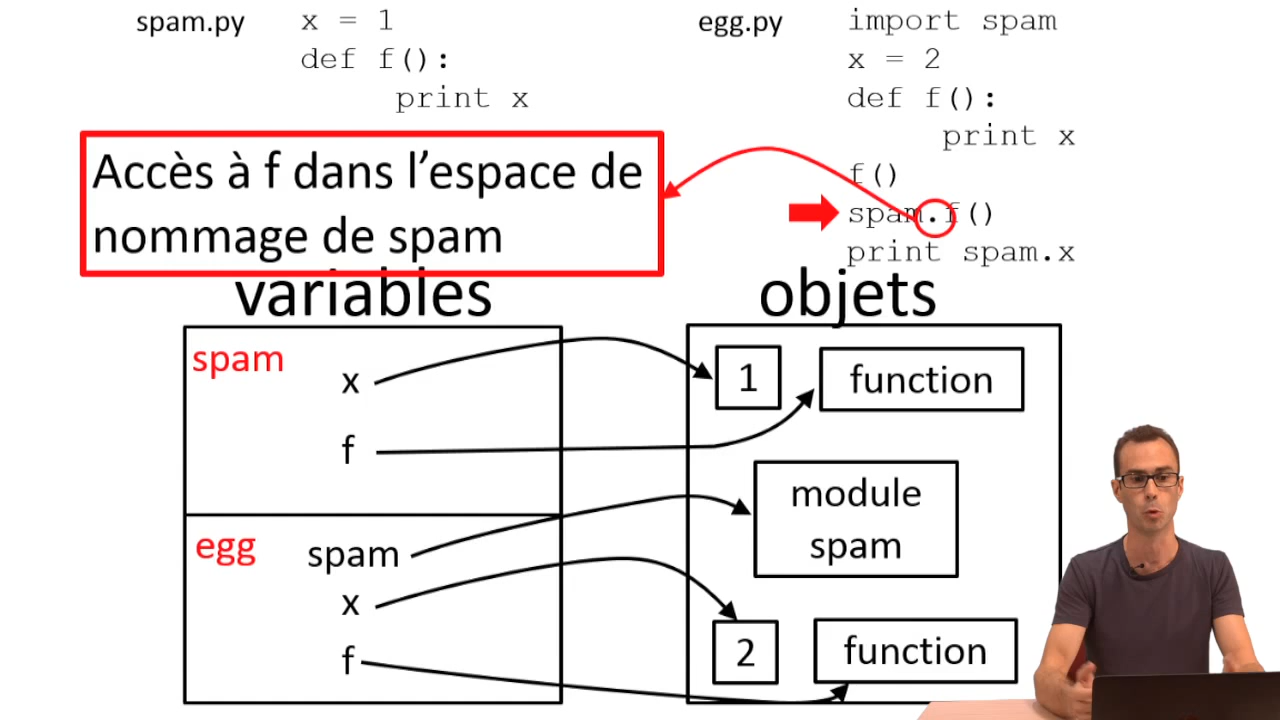 spam.py
x = 1
def f():
print x
egg.py
import spam
x = 2
def f():
print x
f()
spam.f()
print spam.x
Accès à f dans l’espace de
nommage de spam
variables
objets
spam
x
f
egg
spam
x
f
1
function
module
spam
2
function